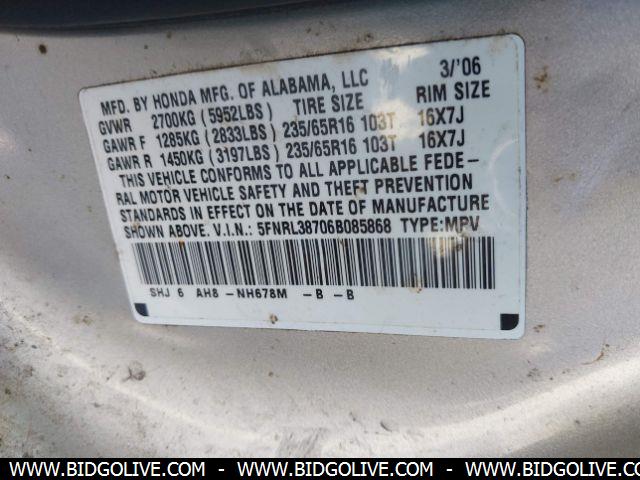 MFD. BY HONDA MFG. OF ALABAMA, LLC 3/'06
GVWR 2700KG (5952LBS) TIRE SIZE RIM SIZE
GAWR F 1285KG (2833LBS) 235/65R16 103T 16X7J
GAWR R 1450KG (3197LBS) 235/65R16 103T 16X7J
THIS VEHICLE CONFORMS TO ALL APPLICABLE FEDE-
RAL MOTOR VEHICLE SAFETY AND THEFT PREVENTION
STANDARDS IN EFFECT ON THE DATE OF MANUFACTURE
SHOWN ABOVE. V.I.N.: 5FNRL38706B085868 TYPE:MPV
SHJ 6 AH8 -NH678M -B -B
WWW.BIDGOLIVE.COM - WWW.BIDGOLIVE.COM - WWW.BIDGOLIVE.COM